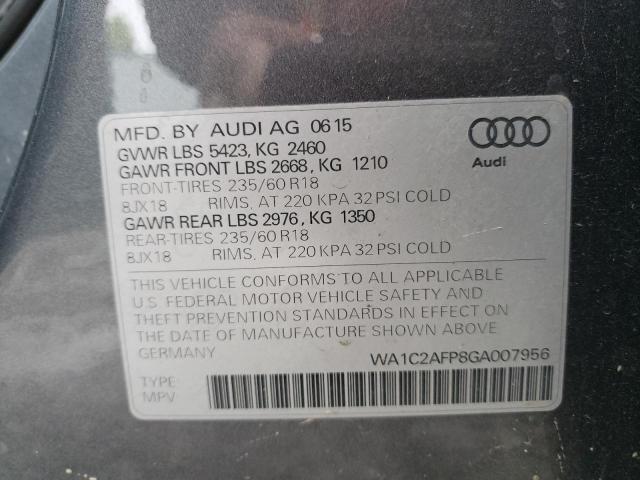 MFD. BY AUDI AG 06 15
GVWR LBS 5423, KG 2460
GAWR FRONT LBS 2668, KG 1210
FRONT-TIRES 235/60 R18
8JX18 RIMS, AT 220 KPA 32 PSI COLD
GAWR REAR LBS 2976, KG 1350
REAR-TIRES 235/60 R18
8JX18 RIMS, AT 220 KPA 32 PSI COLD
Audi
THIS VEHICLE CONFORMS TO ALL APPLICABLE
U.S. FEDERAL MOTOR VEHICLE SAFETY AND
THEFT PREVENTION STANDARDS IN EFFECT ON
THE DATE OF MANUFACTURE SHOWN ABOVE.
GERMANY WA1C2AFP8GA007956
TYPE:
MPV